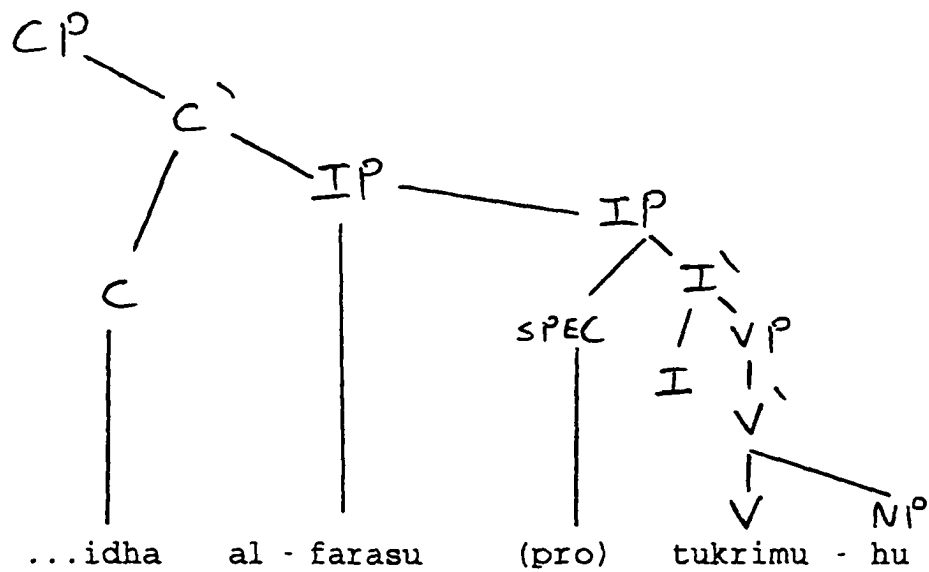 CP
C`
IP
IP
C
I`
SPEC
VP
I
V`
V
NP
...idha al - farasu (pro) tukrimu - hu